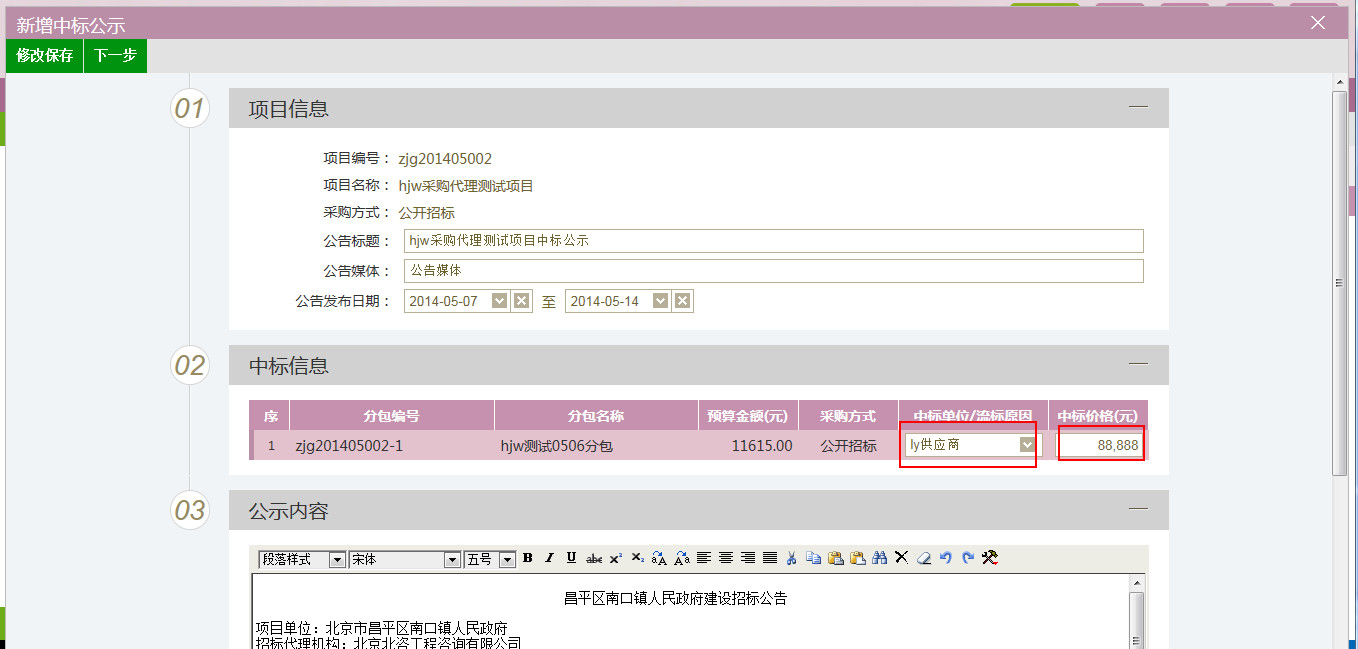 新增中标公示
修改保存 下一步
01 项目信息
项目编号： zjg201405002
项目名称： hjw采购代理测试项目
采购方式： 公开招标
公告标题： hjw采购代理测试项目中标公示
公告媒体： 公告媒体
公告发布日期： 2014-05-07 至 2014-05-14
02 中标信息
序 分包编号 分包名称 预算金额(元) 采购方式 中标单位/流标原因 中标价格(元)
1 zjg201405002-1 hjw测试0506分包 11615.00 公开招标 ly供应商 88,888
03 公示内容
段落样式 宋体 五号 B I U abc x² x₂
昌平区南口镇人民政府建设招标公告
项目单位：北京市昌平区南口镇人民政府
招标代理机构：北京北咨工程咨询有限公司